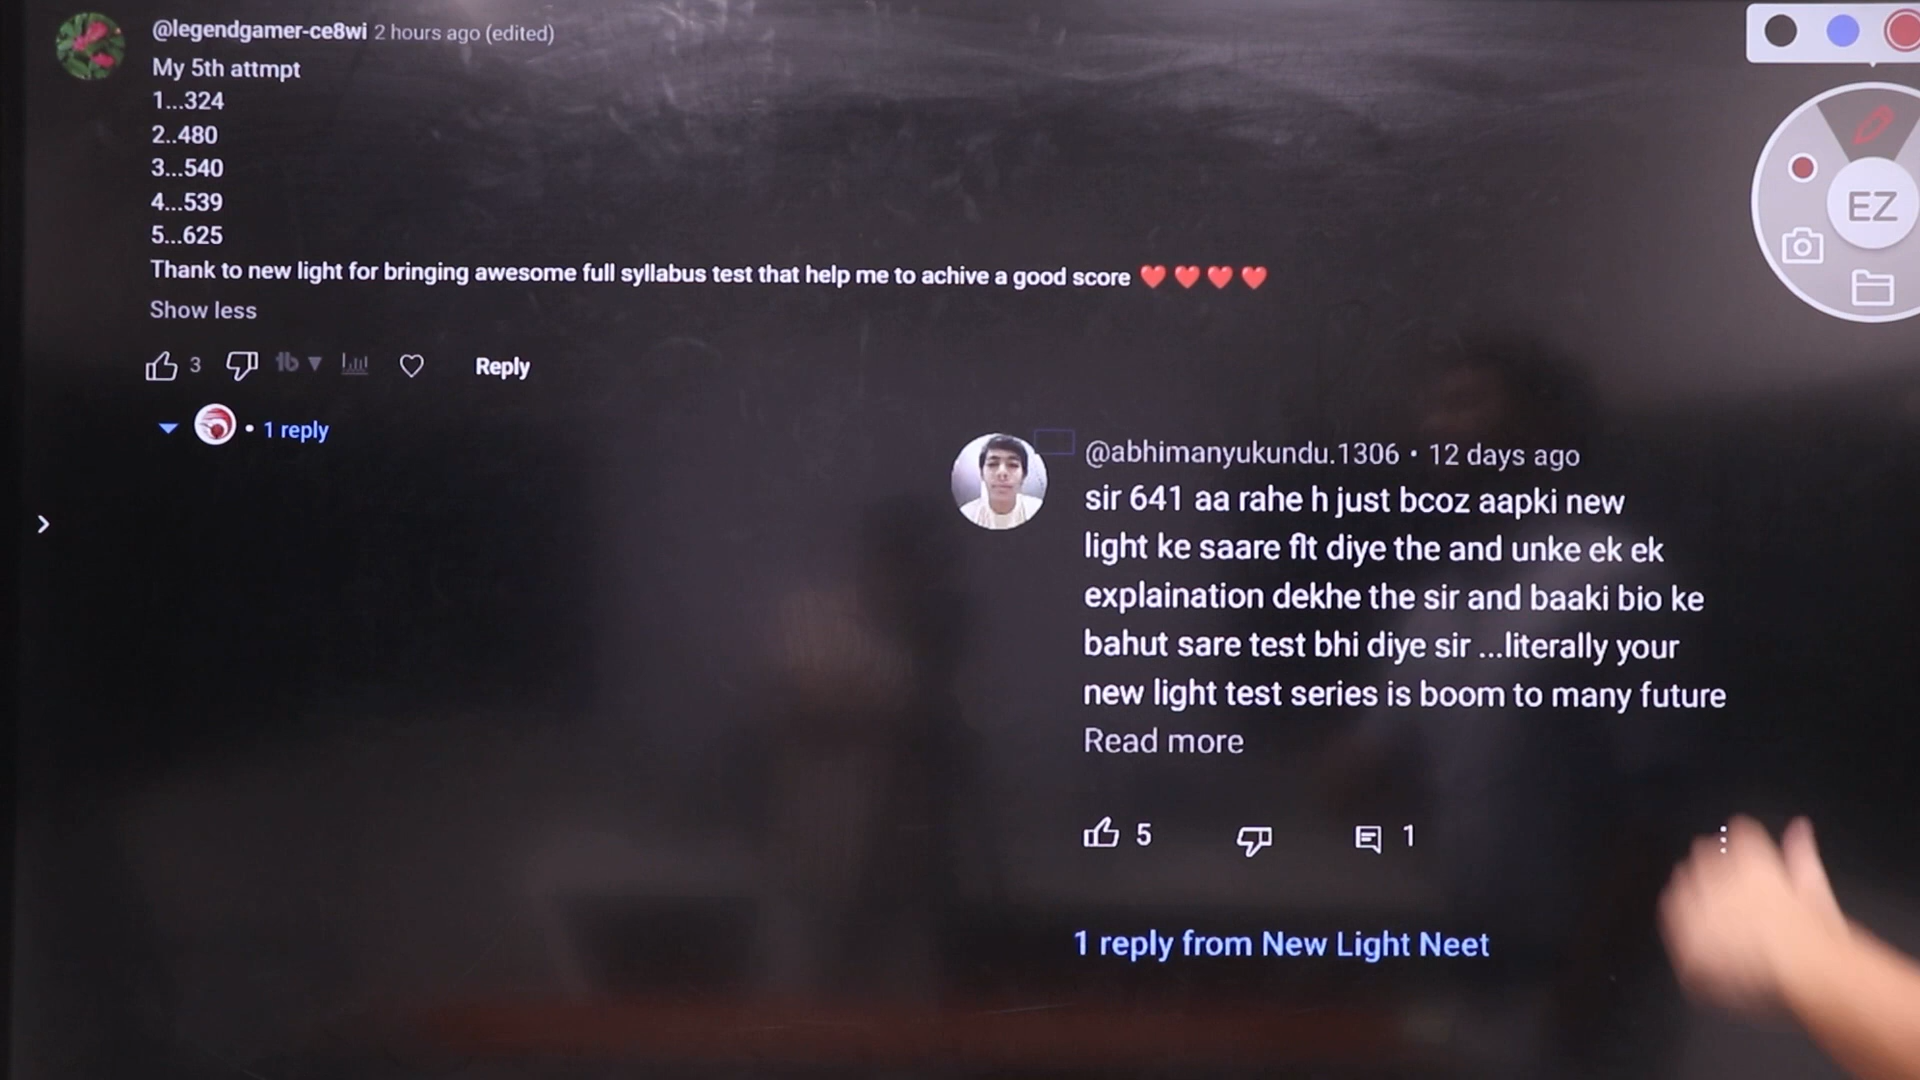 @legendgamer-ce8wi 2 hours ago (edited)
My 5th attmpt
1...324
2..480
3...540
4...539
5...625
Thank to new light for bringing awesome full syllabus test that help me to achive a good score ❤️ ❤️ ❤️ ❤️
Show less
3
Reply
• 1 reply
EZ
@abhimanyukundu.1306 • 12 days ago
sir 641 aa rahe h just bcoz aapki new
light ke saare flt diye the and unke ek ek
explaination dekhe the sir and baaki bio ke
bahut sare test bhi diye sir ...literally your
new light test series is boom to many future
Read more
5
1
1 reply from New Light Neet